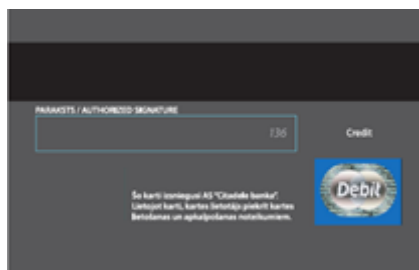 PARAKSTS / AUTHORIZED SIGNATURE
136
Credit
Debit
Šo karti izsniegusi AS "Citadele banka".
Lietojot karti, kartes lietotājs piekrīt kartes
lietošanas un apkalpošanas noteikumiem.